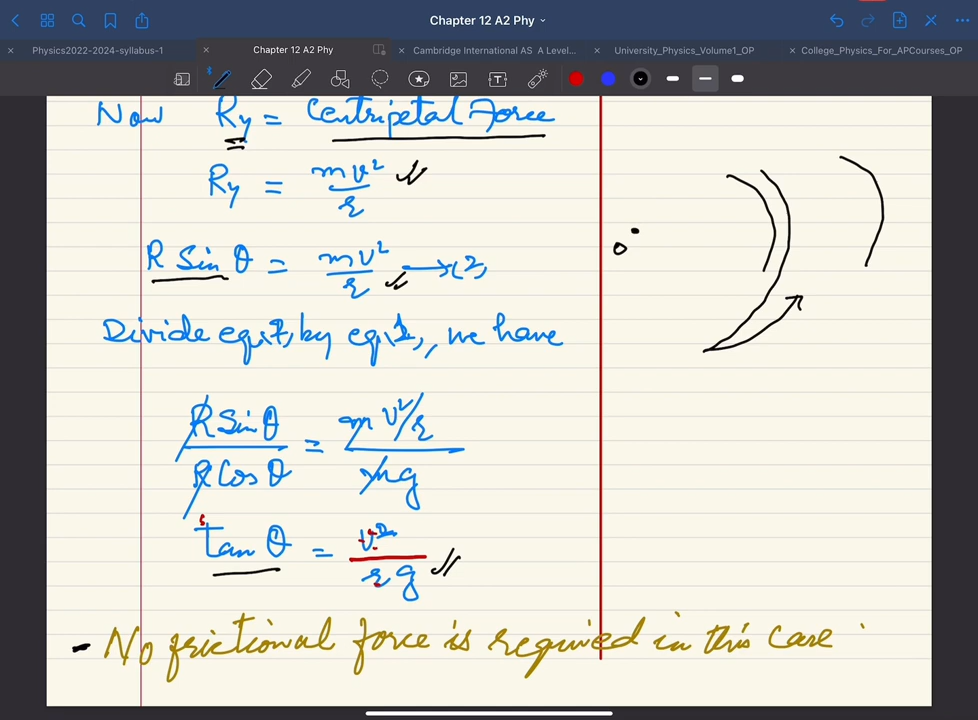 Chapter 12 A2 Phy
Physics2022-2024-syllabus-1
Chapter 12 A2 Phy
Cambridge International AS A Level...
University_Physics_Volume1_OP
College_Physics_For_APCourses_OP
Now Ry = Centripetal Force
Ry = mv²/r
R Sin θ = mv²/r → (2)
Divide eq. 2, by eq. 1, we have
R Sin θ / R Cos θ = m v²/r / mg
tan θ = v² / r g
- No frictional force is required in this case